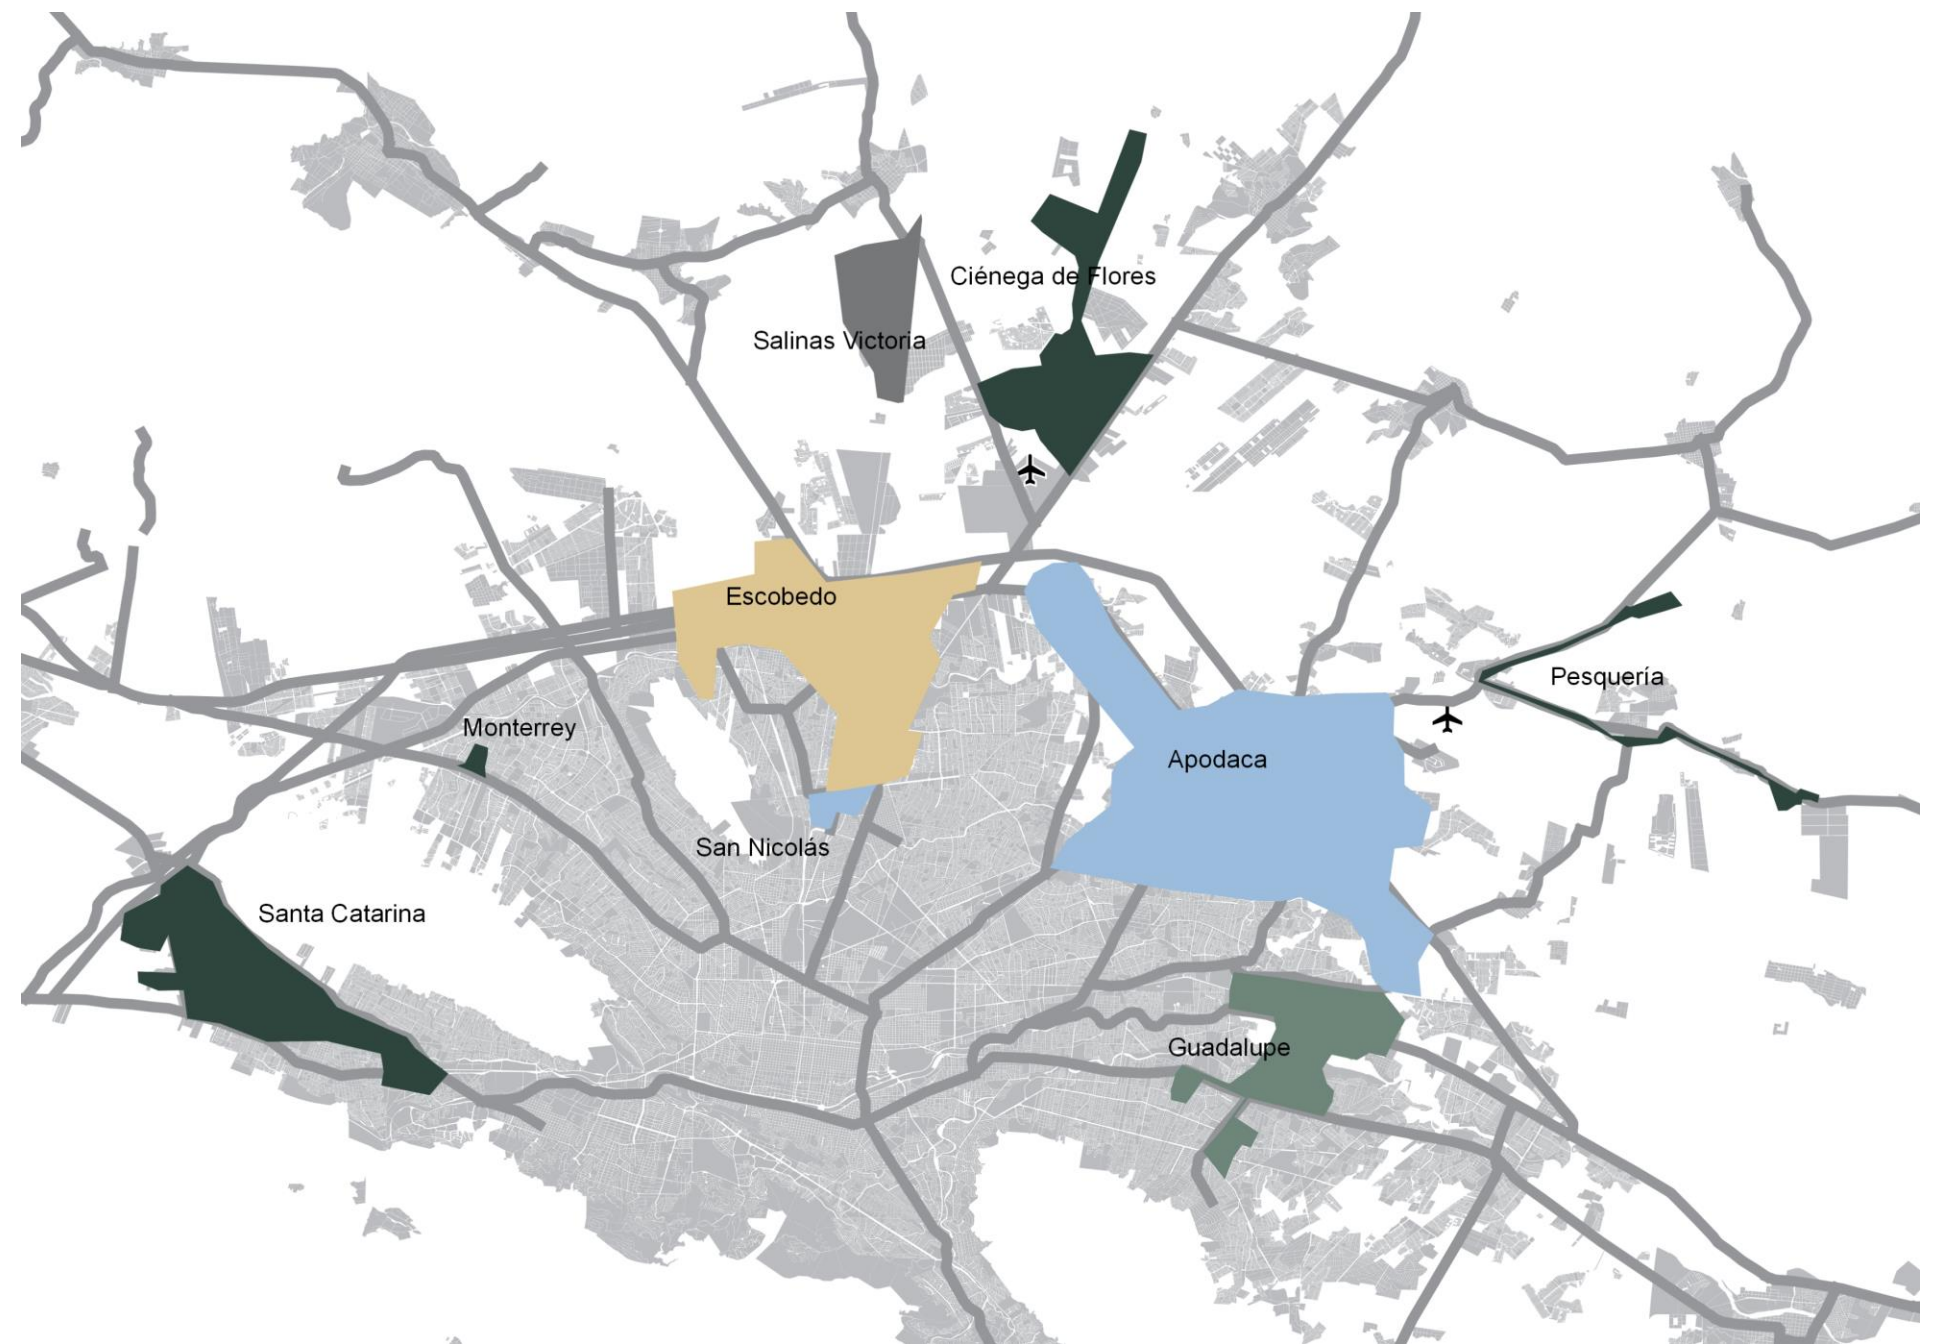 Ciénega de Flores
Salinas Victoria
Escobedo
Pesquería
Monterrey
Apodaca
San Nicolás
Santa Catarina
Guadalupe